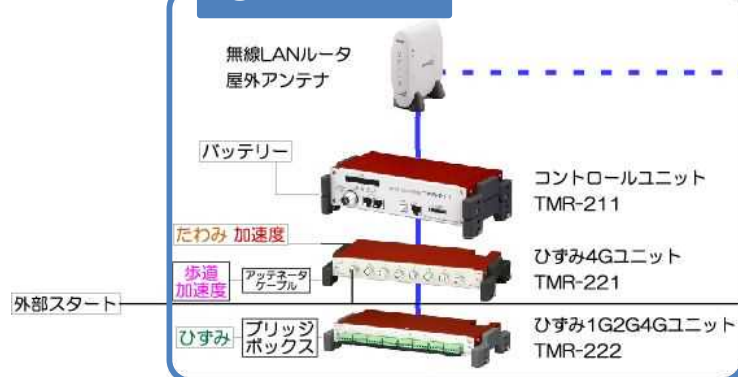 無線LANルータ
屋外アンテナ
バッテリー
コントロールユニット
TMR-211
たわみ 加速度
ひずみ4Gユニット
TMR-221
歩道
加速度
アッテネータ
ケーブル
外部スタート
ひずみ
ブリッジ
ボックス
ひずみ1G2G4Gユニット
TMR-222